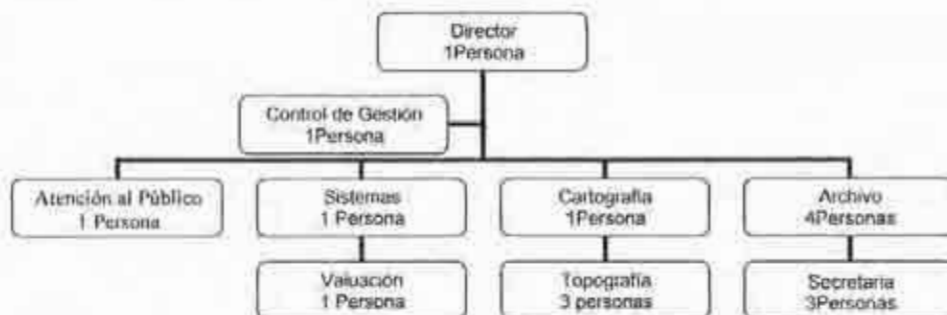 Director
1Persona
Control de Gestión
1Persona
Atención al Público
1 Persona
Sistemas
1 Persona
Cartografía
1Persona
Archivo
4Personas
Valuación
1 Persona
Topografía
3 personas
Secretaria
3Personas